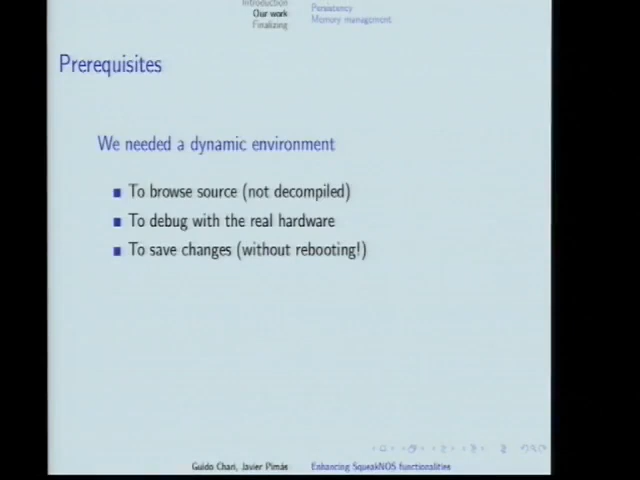 Introduction
Our work
Finalizing
Persistency
Memory management
Prerequisites
We needed a dynamic environment
To browse source (not decompiled)
To debug with the real hardware
To save changes (without rebooting!)
Guido Chari, Javier Pimás
Enhancing SqueakNOS functionalities